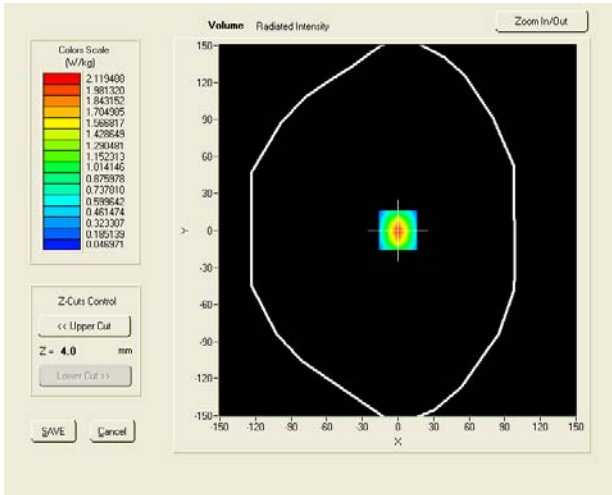 Volume Radiated Intensity
Zoom In/Out
Colors Scale
(W/kg)
2.119488
1.981320
1.843152
1.704985
1.566817
1.428649
1.290481
1.152313
1.014146
0.875978
0.737810
0.599642
0.461474
0.323307
0.185139
0.046971
150
120
90
60
30
0
-30
-60
-90
-120
-150
Y
-150 -120 -90 -60 -30 0 30 60 90 120 150
X
Z-Cuts Control
<< Upper Cut
Z = 4.0 mm
Lower Cut >>
SAVE Cancel